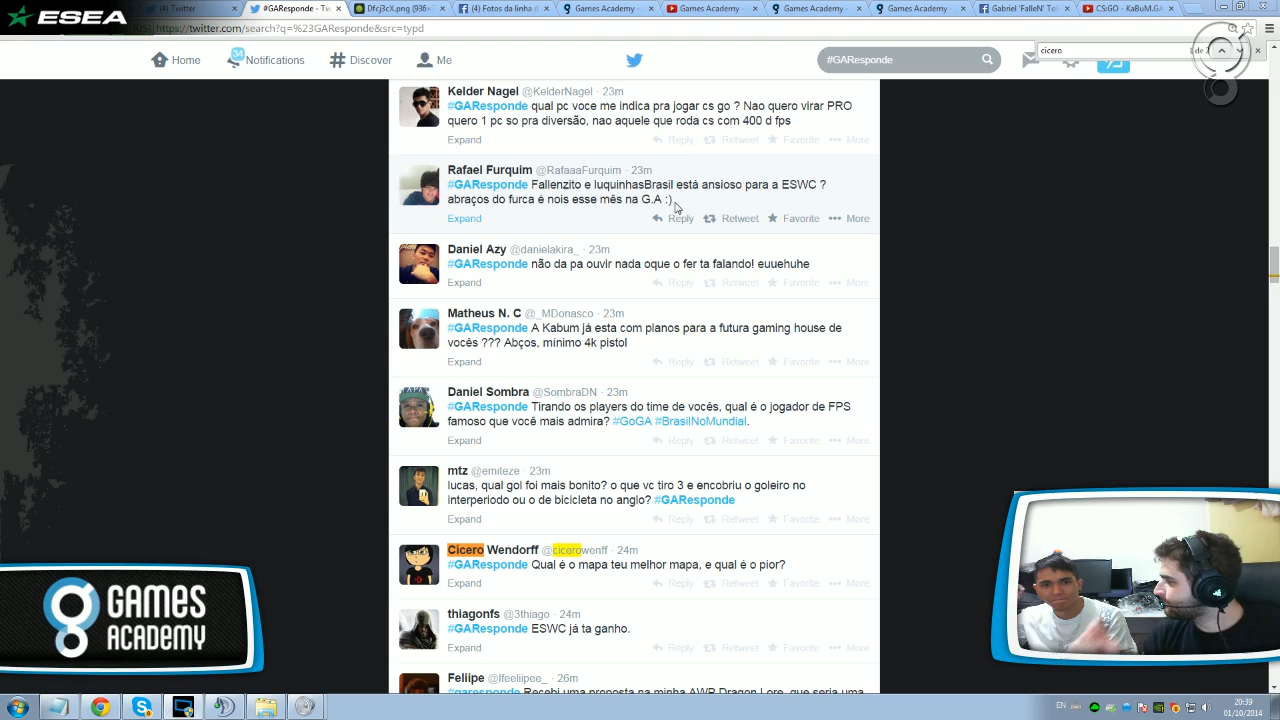 ESEA
(4) Twitter
#GAResponde - Tw
Dfcj3cX.png (936×
Fotos da linha d
Games Academy -
Games Academy -
Games Academy -
Games Academy -
Gabriel 'FalleN' T
CS:GO - KaBuM.GA
https://twitter.com/search?q=%23GAResponde&src=typd
cicero
Home
34
Notifications
Discover
Me
#GAResponde
Kelder Nagel @KelderNagel · 23m
#GAResponde qual pc voce me indica pra jogar cs go ? Nao quero virar PRO
quero 1 pc so pra diversão, nao aquele que roda cs com 400 d fps
Expand Reply Retweet Favorite More
Rafael Furquim @RafaaaFurquim · 23m
#GAResponde Fallenzito e luquinhasBrasil está ansioso para a ESWC ?
abraços do furca é nois esse mês na G.A :)
Expand Reply Retweet Favorite More
Daniel Azy @danielakira_ · 23m
#GAResponde não da pa ouvir nada oque o fer ta falando! euuehuhe
Expand Reply Retweet Favorite More
Matheus N. C @_MDonasco · 23m
#GAResponde A Kabum já esta com planos para a futura gaming house de
vocês ??? Abços, mínimo 4k pistol
Expand Reply Retweet Favorite More
Daniel Sombra @SombraDN · 23m
#GAResponde Tirando os players do time de vocês, qual é o jogador de FPS
famoso que você mais admira? #GoGA #BrasilNoMundial.
Expand Reply Retweet Favorite More
mtz @emiteze · 23m
lucas, qual gol foi mais bonito? o que vc tiro 3 e encobriu o goleiro no
interperiodo ou o de bicicleta no anglo? #GAResponde
Expand Reply Retweet Favorite More
Cicero Wendorff @cicerowenff · 24m
#GAResponde Qual é o mapa teu melhor mapa, e qual é o pior?
Expand Reply Retweet Favorite More
thiagonfs @3thiago · 24m
#GAResponde ESWC já ta ganho.
Expand Reply Retweet Favorite More
Feliipe @lfeeliipee_ · 26m
#garesponde Recebi uma proposta na minha AWP Dragon Lore, que seria uma
GAMES
ACADEMY
EN
20:39
01/10/2014